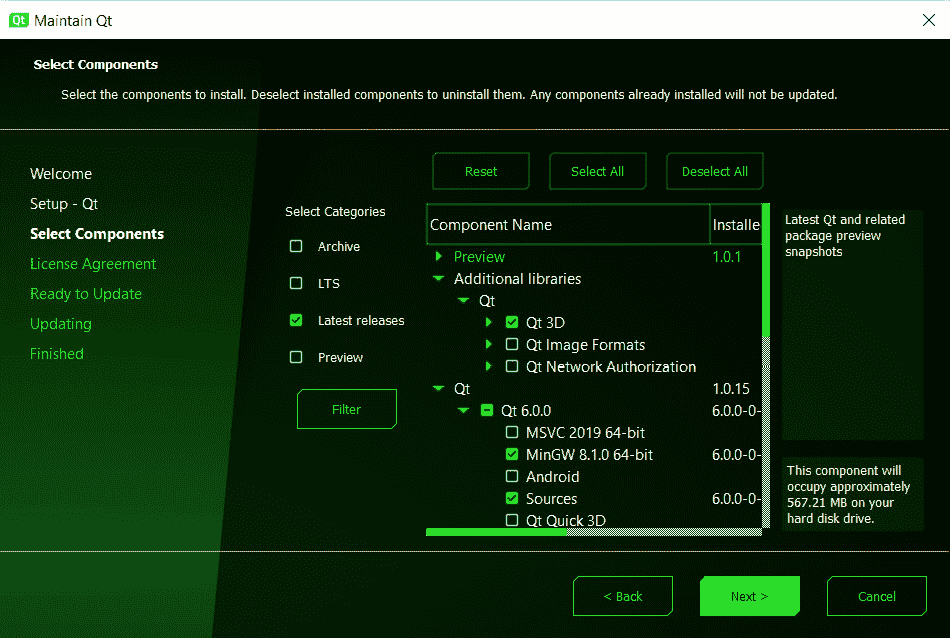 Qt Maintain Qt
Select Components
Select the components to install. Deselect installed components to uninstall them. Any components already installed will not be updated.
Welcome
Setup - Qt
Select Components
License Agreement
Ready to Update
Updating
Finished
Select Categories
Archive
LTS
Latest releases
Preview
Filter
Reset Select All Deselect All
Component Name Installe
Preview 1.0.1
Additional libraries
Qt
Qt 3D
Qt Image Formats
Qt Network Authorization
Qt 1.0.15
Qt 6.0.0 6.0.0-0-
MSVC 2019 64-bit
MinGW 8.1.0 64-bit 6.0.0-0-
Android
Sources 6.0.0-0-
Qt Quick 3D
Latest Qt and related
package preview
snapshots
This component will
occupy approximately
567.21 MB on your
hard disk drive.
< Back Next > Cancel